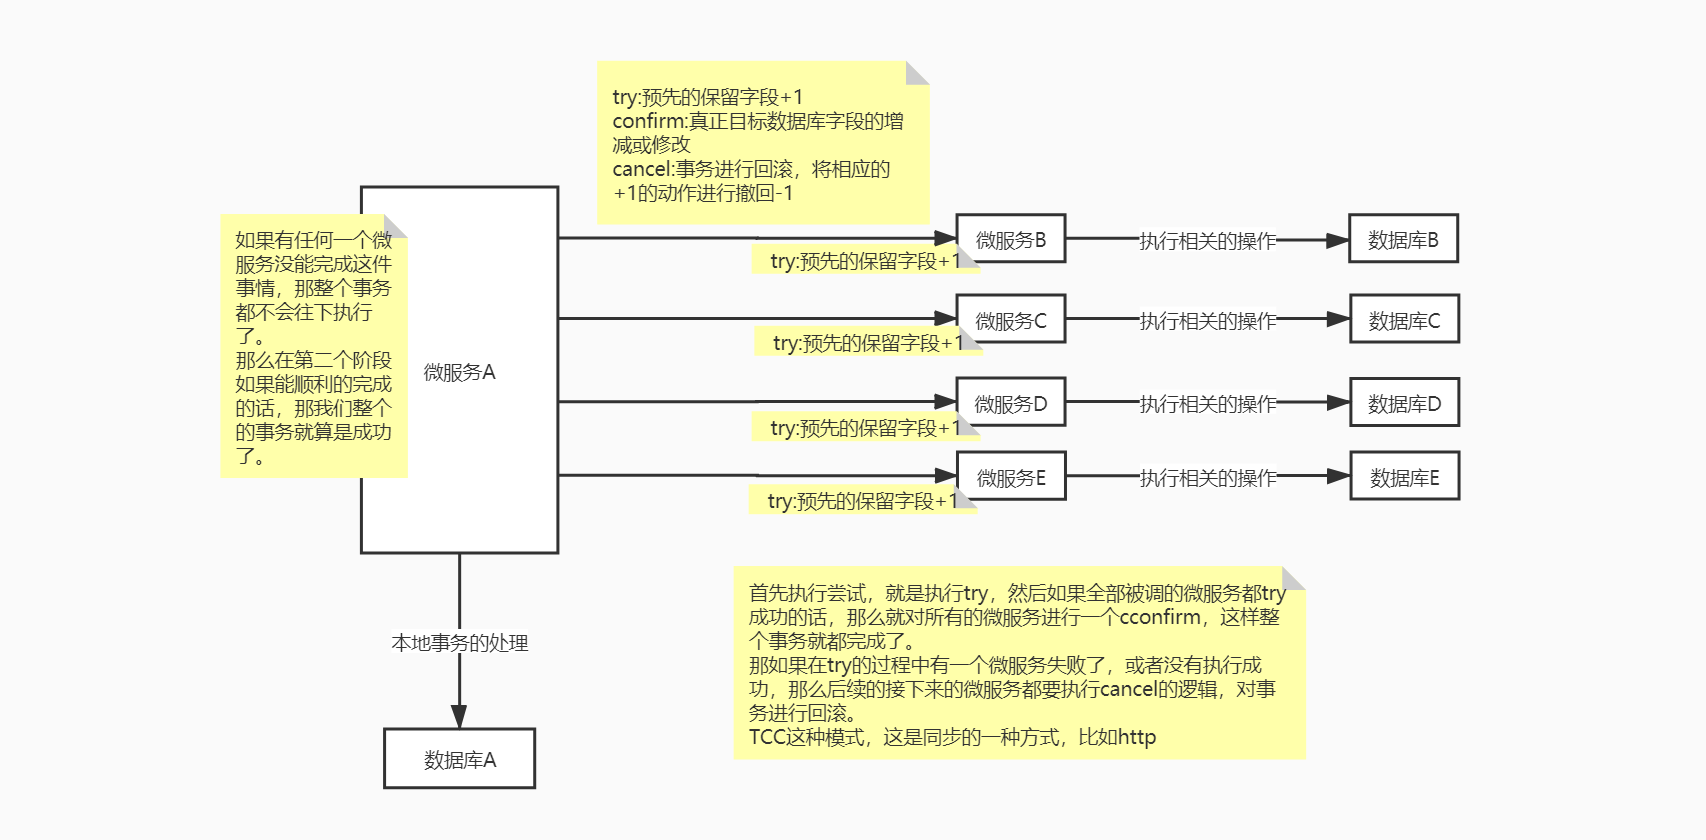 try:预先的保留字段+1
confirm:真正目标数据库字段的增
减或修改
cancel:事务进行回滚，将相应的
+1的动作进行撤回-1
如果有任何一个微
服务没能完成这件
事情，那整个事务
都不会往下执行
了。
那么在第二个阶段
如果能顺利的完成
的话，那我们整个
的事务就算是成功
了。
微服务A
微服务B
执行相关的操作
数据库B
try:预先的保留字段+1
微服务C
执行相关的操作
数据库C
try:预先的保留字段+1
微服务D
执行相关的操作
数据库D
try:预先的保留字段+1
微服务E
执行相关的操作
数据库E
try:预先的保留字段+1
首先执行尝试，就是执行try，然后如果全部被调的微服务都try
成功的话，那么就对所有的微服务进行一个cconfirm，这样整
个事务就都完成了。
那如果在try的过程中有一个微服务失败了，或者没有执行成
功，那么后续的接下来的微服务都要执行cancel的逻辑，对事
务进行回滚。
TCC这种模式，这是同步的一种方式，比如http
本地事务的处理
数据库A